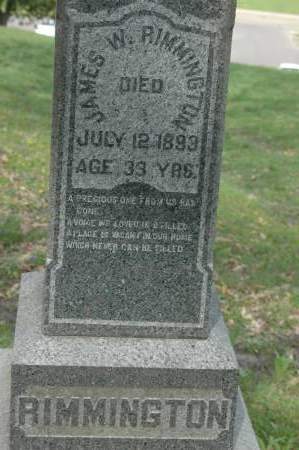 JAMES W. RIMMINGTON
DIED
JULY 12 1893
AGE 33 YRS.
A PRECIOUS ONE FROM US HAS
GONE
A VOICE WE LOVED IS STILLED
A PLACE IS VACANT IN OUR HOME
WHICH NEVER CAN BE FILLED
RIMMINGTON